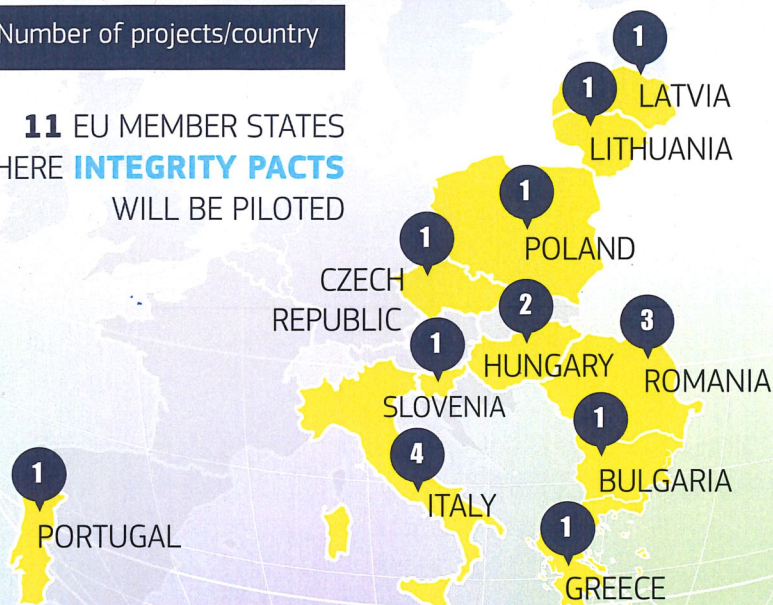 Number of projects/country
11 EU MEMBER STATES
HERE INTEGRITY PACTS
WILL BE PILOTED
1
LATVIA
1
LITHUANIA
1
POLAND
1
CZECH
REPUBLIC
2
HUNGARY
3
ROMANIA
1
SLOVENIA
1
BULGARIA
4
ITALY
1
PORTUGAL
1
GREECE